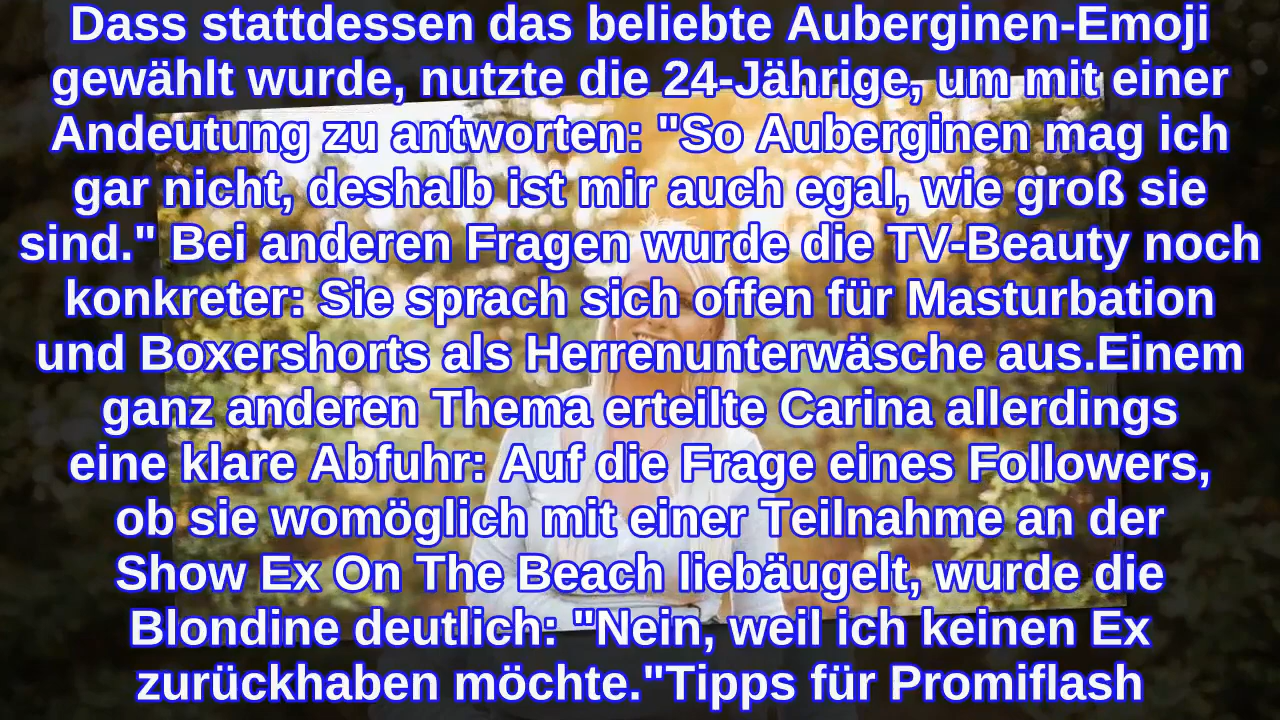 Dass stattdessen das beliebte Auberginen-Emoji
gewählt wurde, nutzte die 24-Jährige, um mit einer
Andeutung zu antworten: "So Auberginen mag ich
gar nicht, deshalb ist mir auch egal, wie groß sie
sind." Bei anderen Fragen wurde die TV-Beauty noch
konkreter: Sie sprach sich offen für Masturbation
und Boxershorts als Herrenunterwäsche aus.Einem
ganz anderen Thema erteilte Carina allerdings
eine klare Abfuhr: Auf die Frage eines Followers,
ob sie womöglich mit einer Teilnahme an der
Show Ex On The Beach liebäugelt, wurde die
Blondine deutlich: "Nein, weil ich keinen Ex
zurückhaben möchte."Tipps für Promiflash